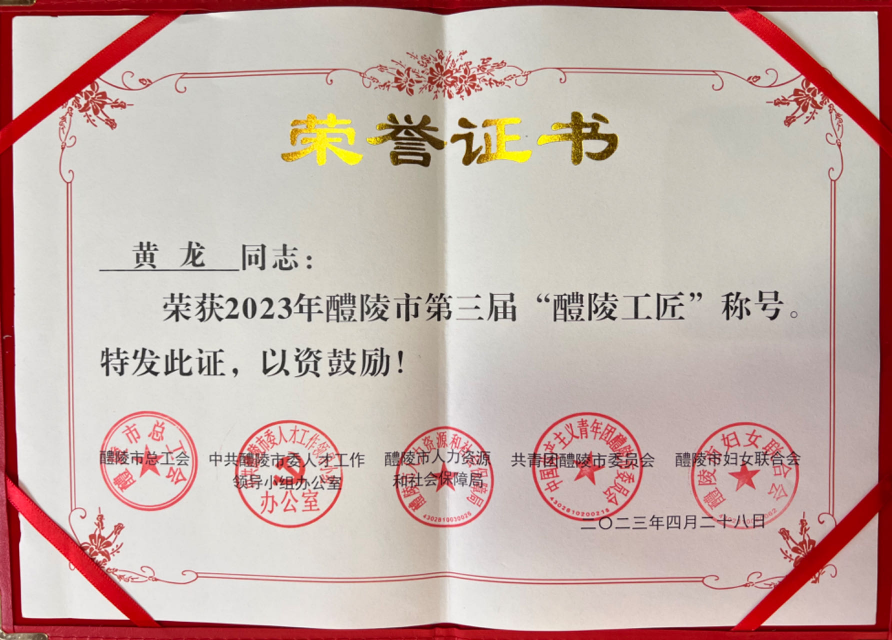 荣誉证书
黄 龙 同志：
荣获2023年醴陵市第三届“醴陵工匠”称号。
特发此证，以资鼓励！
醴陵市总工会 中共醴陵市委人才工作 醴陵市人力资源 共青团醴陵市委员会 醴陵市妇女联合会
领导小组办公室 和社会保障局
办公室
二〇二三年四月二十八日